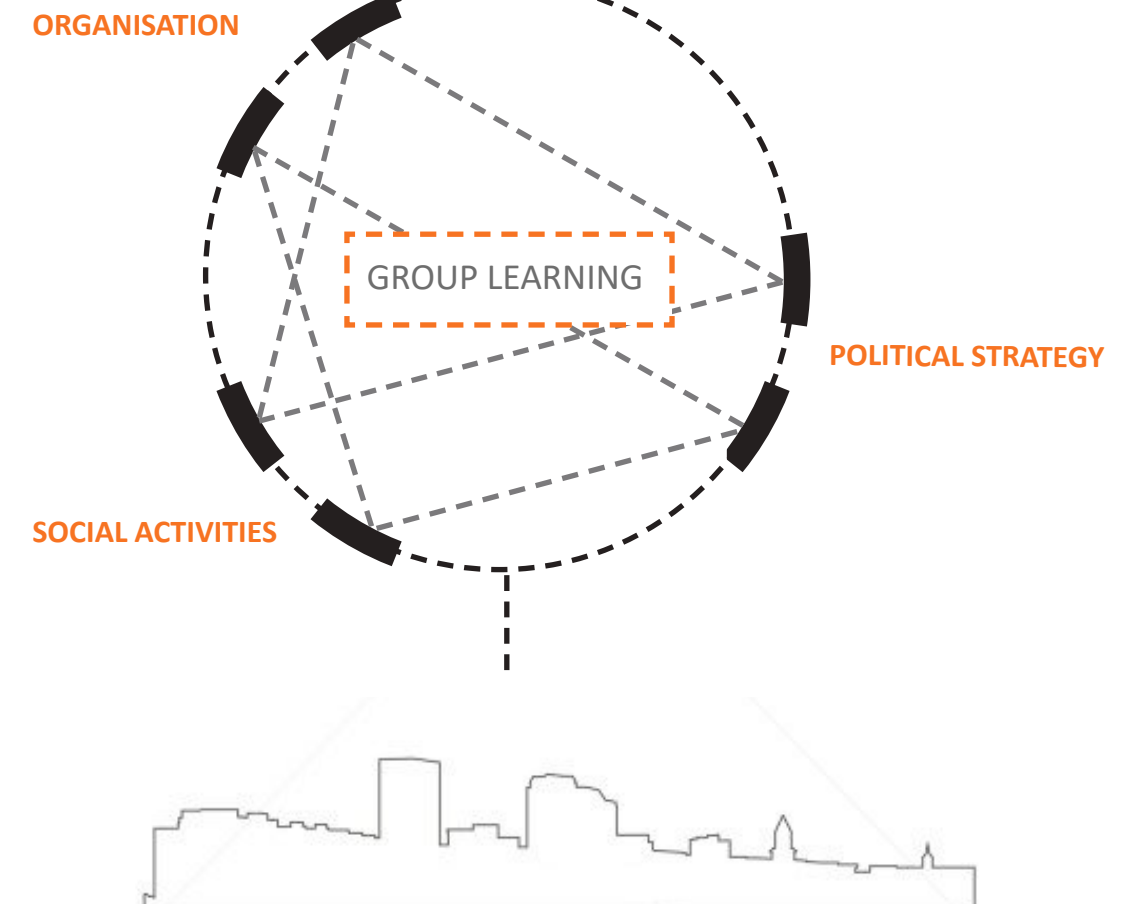 ORGANISATION
GROUP LEARNING
POLITICAL STRATEGY
SOCIAL ACTIVITIES